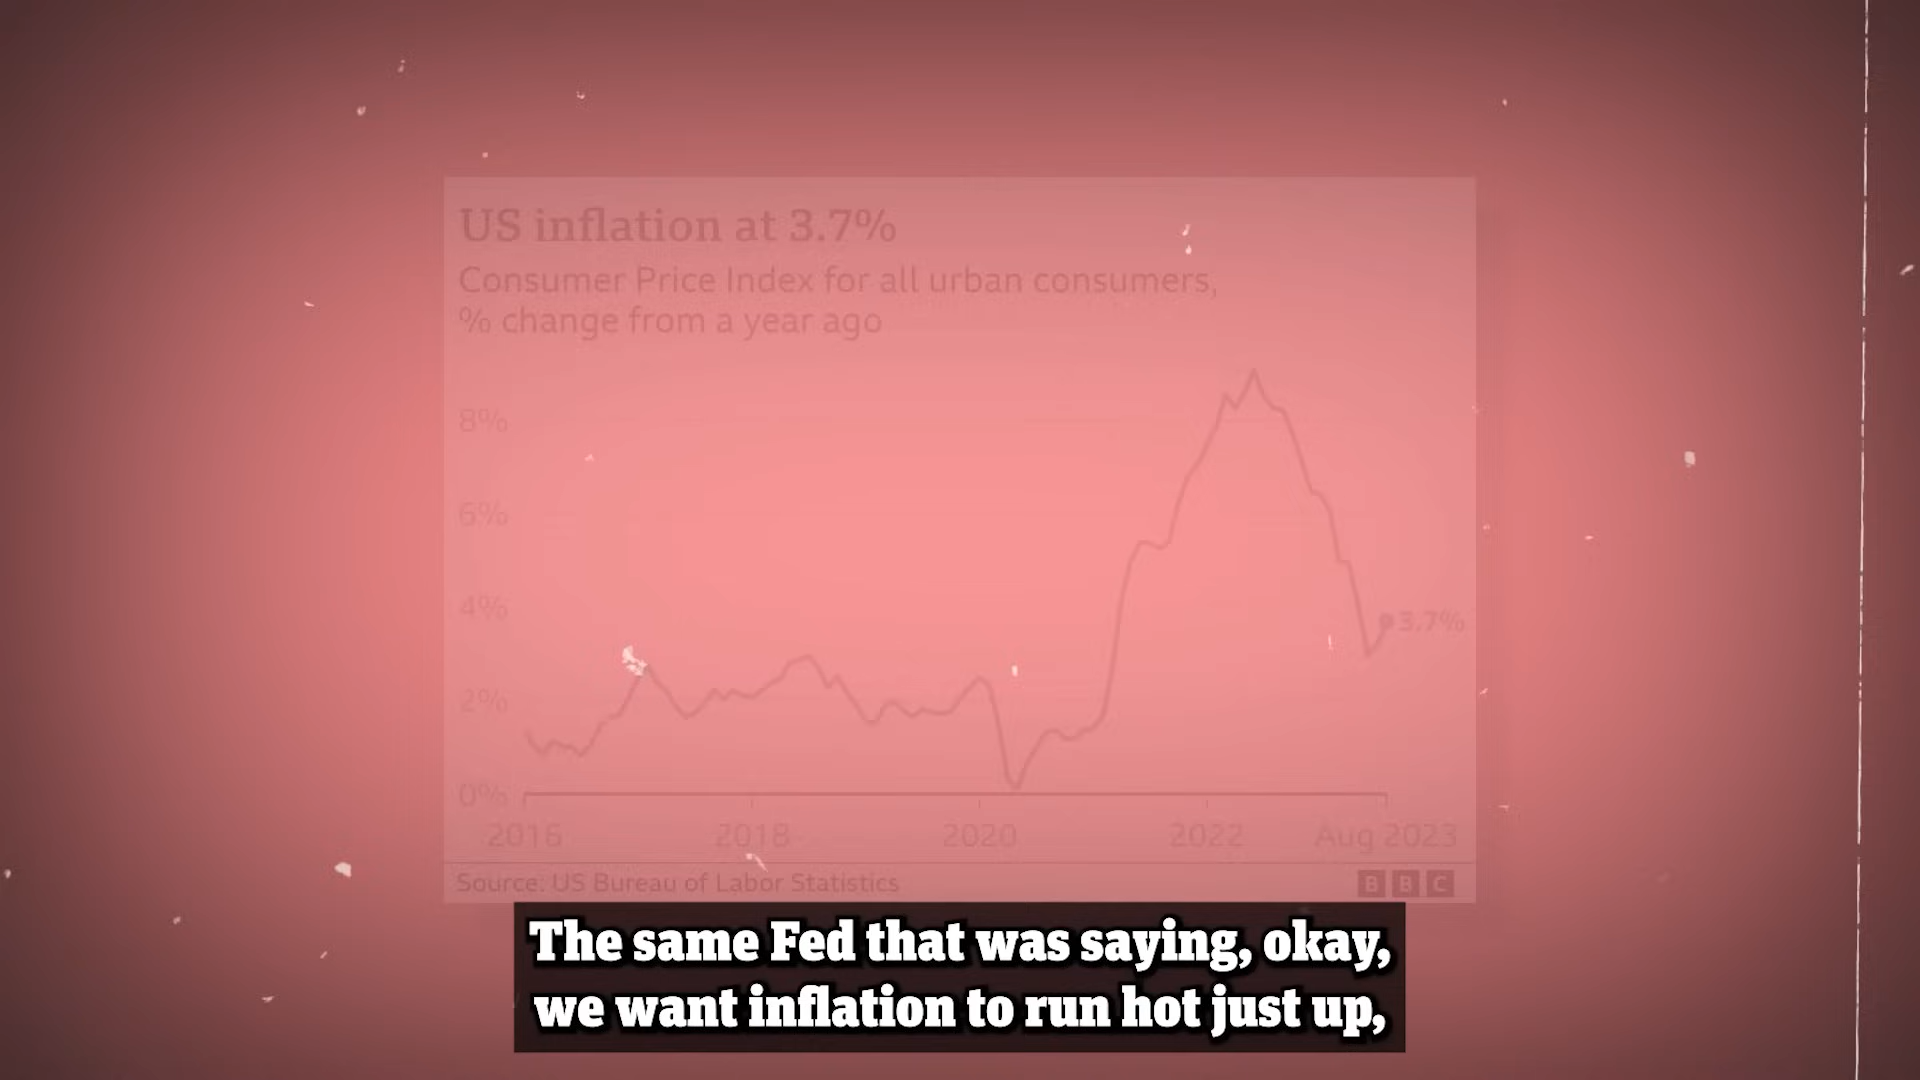 US inflation at 3.7%
Consumer Price Index for all urban consumers,
% change from a year ago
8%
6%
4%
3.7%
2%
0%
2016 2018 2020 2022 Aug 2023
Source: US Bureau of Labor Statistics BBC
The same Fed that was saying, okay,
we want inflation to run hot just up,